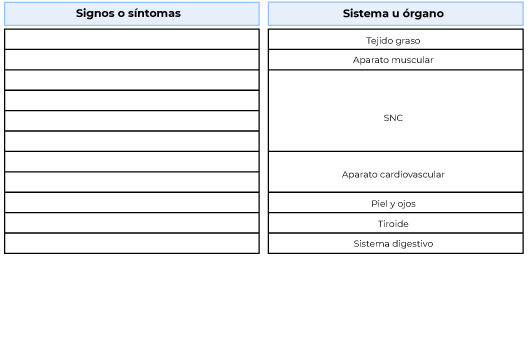 Signos o síntomas
Sistema u órgano
Tejido graso
Aparato muscular
SNC
Aparato cardiovascular
Piel y ojos
Tiroide
Sistema digestivo